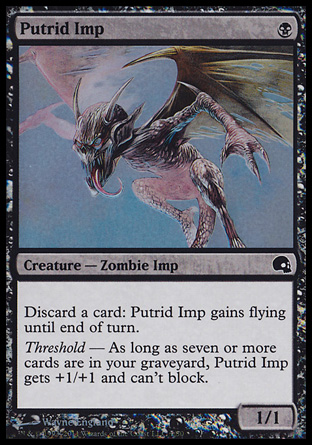 Putrid Imp
Creature — Zombie Imp
Discard a card: Putrid Imp gains flying
until end of turn.
Threshold — As long as seven or more
cards are in your graveyard, Putrid Imp
gets +1/+1 and can't block.
Wayne England
1/1